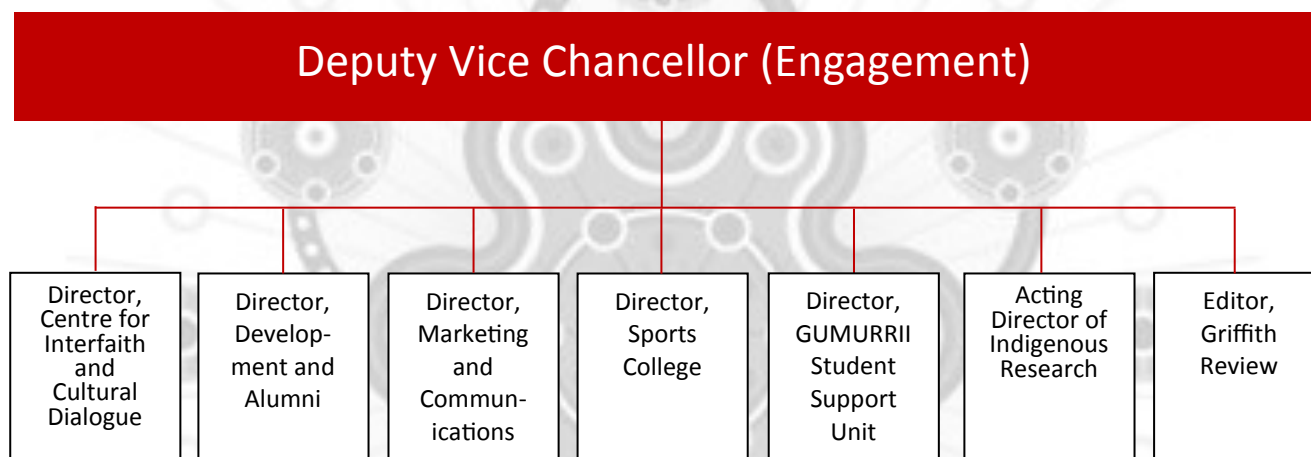 Deputy Vice Chancellor (Engagement)
Director,
Centre for
Interfaith
and
Cultural
Dialogue
Director,
Develop-
ment and
Alumni
Director,
Marketing
and
Commun-
ications
Director,
Sports
College
Director,
GUMURRII
Student
Support
Unit
Acting
Director of
Indigenous
Research
Editor,
Griffith
Review